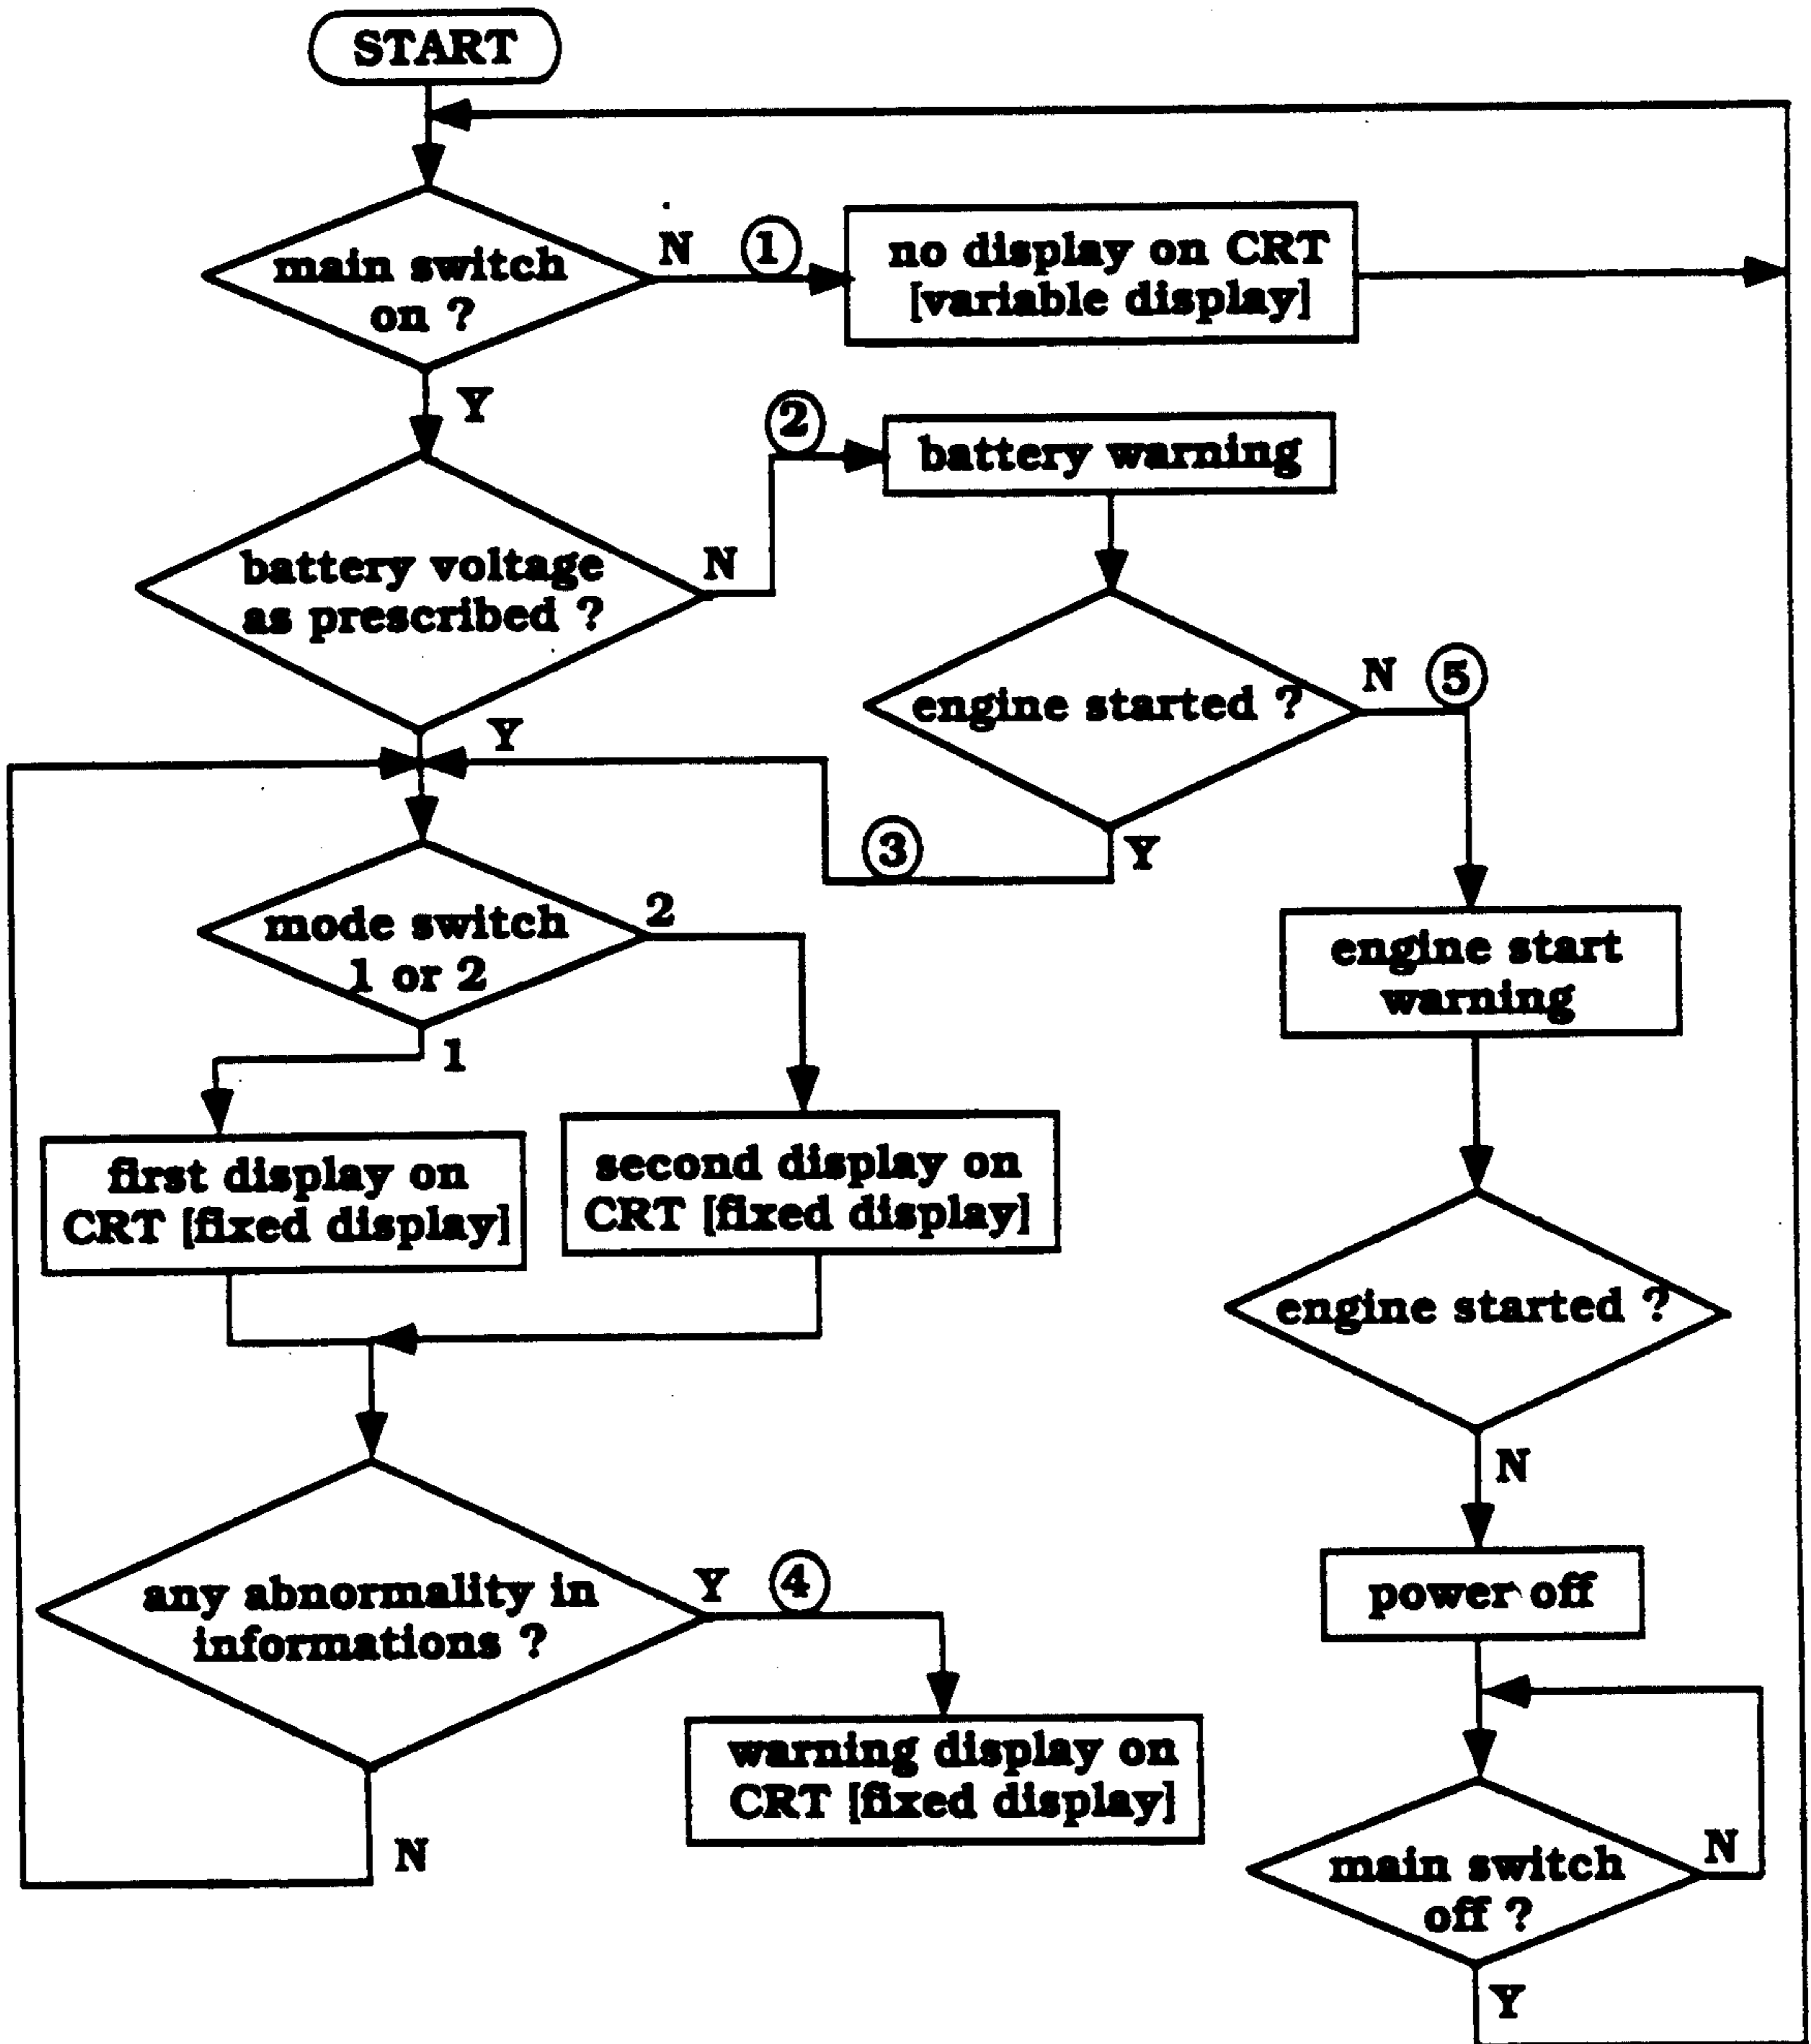 START
main switch
on ?
N
1
no display on CRT
[variable display]
Y
2
battery warning
battery voltage
as prescribed ?
N
engine started ?
N
5
Y
3
Y
mode switch
1 or 2
2
1
engine start
warning
first display on
CRT [fixed display]
second display on
CRT [fixed display]
engine started ?
N
any abnormality in
informations ?
Y
4
power off
warning display on
CRT [fixed display]
N
main switch
off ?
N
Y